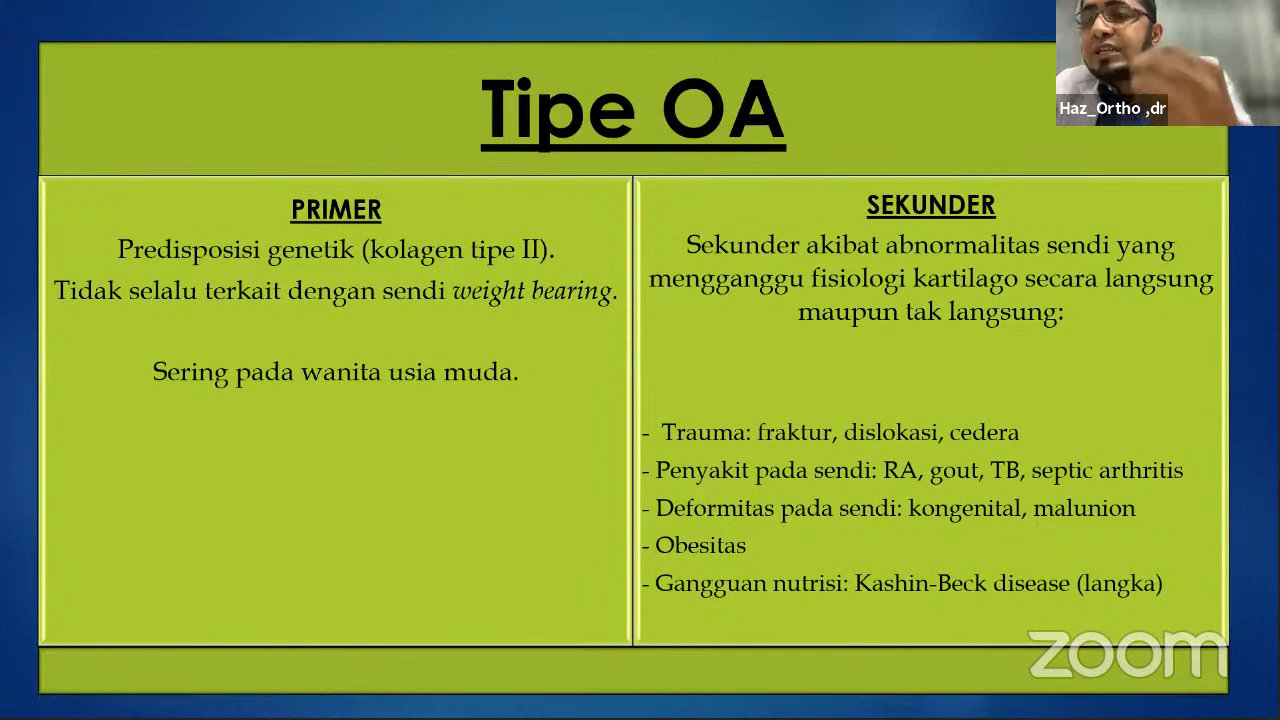 Tipe OA
Haz_Ortho ,dr
PRIMER
Predisposisi genetik (kolagen tipe II).
Tidak selalu terkait dengan sendi weight bearing.
Sering pada wanita usia muda.
SEKUNDER
Sekunder akibat abnormalitas sendi yang
mengganggu fisiologi kartilago secara langsung
maupun tak langsung:
- Trauma: fraktur, dislokasi, cedera
- Penyakit pada sendi: RA, gout, TB, septic arthritis
- Deformitas pada sendi: kongenital, malunion
- Obesitas
- Gangguan nutrisi: Kashin-Beck disease (langka)
zoom